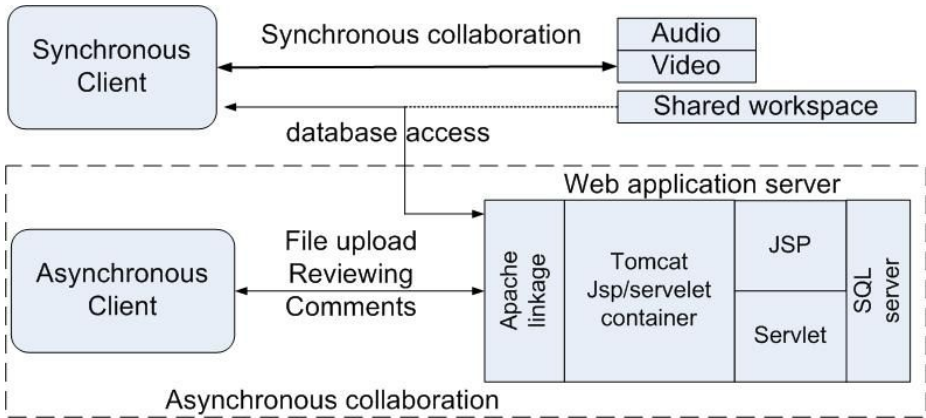 Synchronous
Client
Synchronous collaboration
Audio
Video
Shared workspace
database access
Web application server
Asynchronous
Client
File upload
Reviewing
Comments
Apache
linkage
Tomcat
Jsp/servelet
container
JSP
Servlet
SQL
server
Asynchronous collaboration